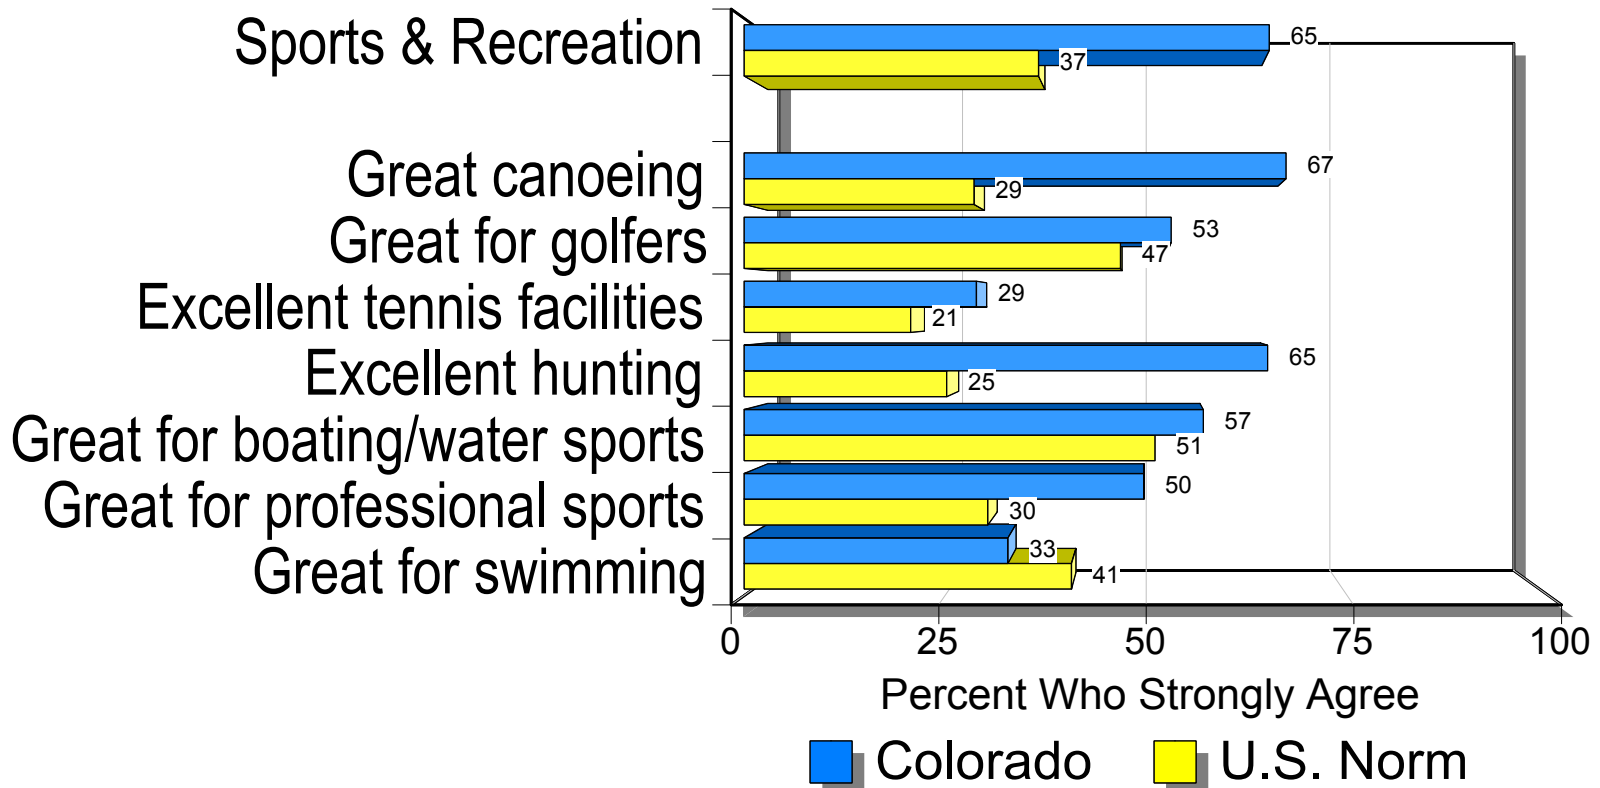 Sports & Recreation
65
37
Great canoeing
67
29
Great for golfers
53
47
Excellent tennis facilities
29
21
Excellent hunting
65
25
Great for boating/water sports
57
51
Great for professional sports
50
30
Great for swimming
33
41
0 25 50 75 100
Percent Who Strongly Agree
Colorado U.S. Norm